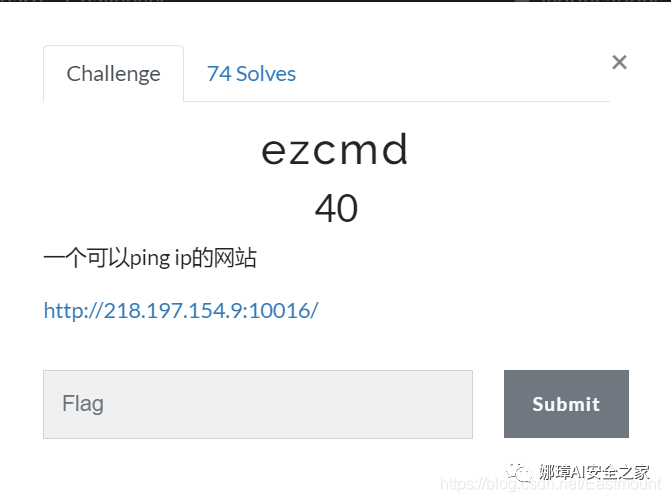 Challenge
74 Solves
×
ezcmd
40
一个可以ping ip的网站
http://218.197.154.9:10016/
Flag
Submit
娜璋AI安全之家
https://blog.csdn.net/Eastmount